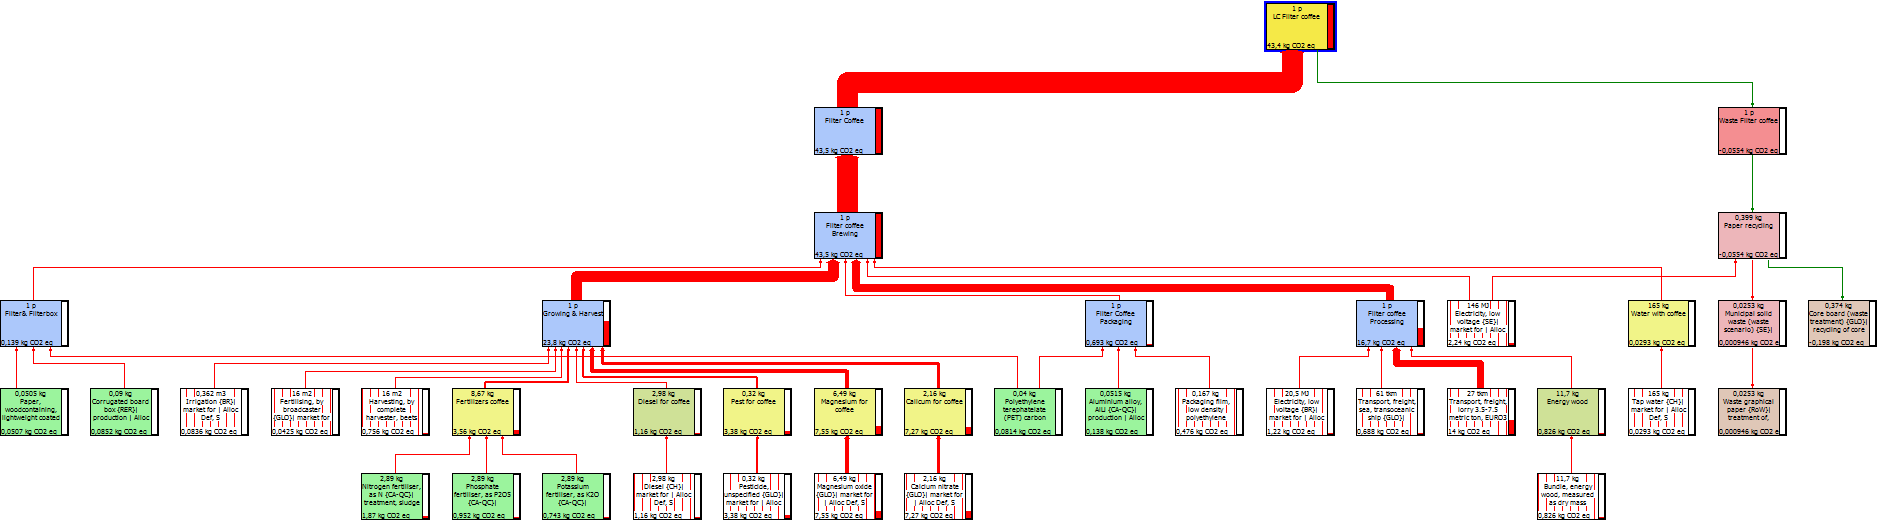 1 p
LC Filter coffee
43,4 kg CO2 eq
1 p
Filter Coffee
43,5 kg CO2 eq
1 p
Waste Filter coffee
-0,0554 kg CO2 eq
1 p
Filter coffee
Brewing
43,5 kg CO2 eq
0,399 kg
Paper recycling
-0,0554 kg CO2 eq
1 p
Filter& Filterbox
0,139 kg CO2 eq
1 p
Growing & Harvest
23,8 kg CO2 eq
1 p
Filter Coffee
Packaging
0,693 kg CO2 eq
1 p
Filter coffee
Processing
16,7 kg CO2 eq
146 MJ
Electricity, low
voltage {SE}|
market for | Alloc
2,24 kg CO2 eq
165 kg
Water with coffee
0,0293 kg CO2 eq
0,0253 kg
Municipal solid
waste (waste
scenario) {SE}|
0,000946 kg CO2 e
0,374 kg
Core board (waste
treatment) {GLO}|
recycling of core
-0,198 kg CO2 eq
0,0505 kg
Paper,
woodcontaining,
lightweight coated
0,0507 kg CO2 eq
0,09 kg
Corrugated board
box {RER}|
production | Alloc
0,0852 kg CO2 eq
0,362 m3
Irrigation {BR}|
market for | Alloc
Def, S
0,0836 kg CO2 eq
16 m2
Fertilising, by
broadcaster
{GLO}| market for
0,0425 kg CO2 eq
16 m2
Harvesting, by
complete
harvester, beets
0,756 kg CO2 eq
8,67 kg
Fertilizers coffee
3,56 kg CO2 eq
2,98 kg
Diesel for coffee
1,16 kg CO2 eq
0,32 kg
Pest for coffee
3,38 kg CO2 eq
6,49 kg
Magnesium for
coffee
7,55 kg CO2 eq
2,16 kg
Calicum for coffee
7,27 kg CO2 eq
0,04 kg
Polyethylene
terephatelate
(PET) carbon
0,0814 kg CO2 eq
0,0515 kg
Aluminium alloy,
AlLi {CA-QC}|
production | Alloc
0,138 kg CO2 eq
0,167 kg
Packaging film,
low density
polyethylene
0,476 kg CO2 eq
20,5 MJ
Electricity, low
voltage {BR}|
market for | Alloc
1,22 kg CO2 eq
61 tkm
Transport, freight,
sea, transoceanic
ship {GLO}|
0,688 kg CO2 eq
27 tkm
Transport, freight,
lorry 3.5-7.5
metric ton, EURO3
14 kg CO2 eq
11,7 kg
Energy wood
0,826 kg CO2 eq
165 kg
Tap water {CH}|
market for | Alloc
Def, S
0,0293 kg CO2 eq
0,0253 kg
Waste graphical
paper {RoW}|
treatment of,
0,000946 kg CO2 e
2,89 kg
Nitrogen fertiliser,
as N {CA-QC}|
treatment, sludge
1,87 kg CO2 eq
2,89 kg
Phosphate
fertiliser, as P2O5
{CA-QC}|
0,952 kg CO2 eq
2,89 kg
Potassium
fertiliser, as K2O
{CA-QC}|
0,743 kg CO2 eq
2,98 kg
Diesel {CH}|
market for | Alloc
Def, S
1,16 kg CO2 eq
0,32 kg
Pesticide,
unspecified {GLO}|
market for | Alloc
3,38 kg CO2 eq
6,49 kg
Magnesium oxide
{GLO}| market for
| Alloc Def, S
7,55 kg CO2 eq
2,16 kg
Calcium nitrate
{GLO}| market for
| Alloc Def, S
7,27 kg CO2 eq
11,7 kg
Bundle, energy
wood, measured
as dry mass
0,826 kg CO2 eq